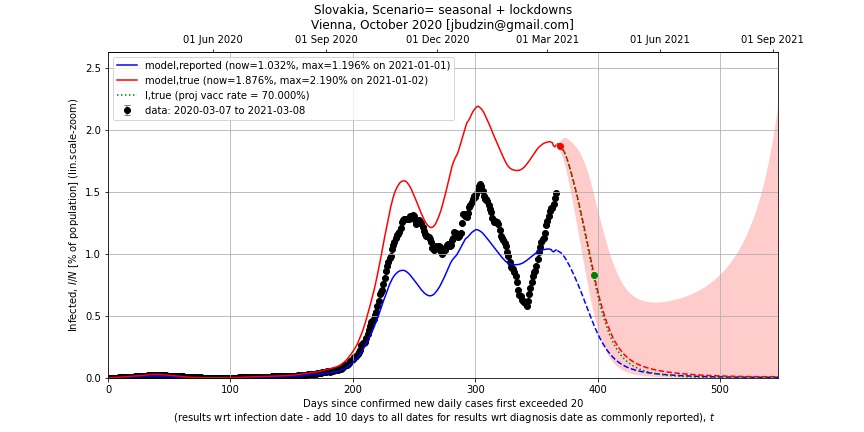 Slovakia, Scenario= seasonal + lockdowns
Vienna, October 2020 [jbudzin@gmail.com]
01 Jun 2020 01 Sep 2020 01 Dec 2020 01 Mar 2021 01 Jun 2021 01 Sep 2021
model,reported (now=1.032%, max=1.196% on 2021-01-01)
model,true (now=1.876%, max=2.190% on 2021-01-02)
I,true (proj vacc rate = 70.000%)
data: 2020-03-07 to 2021-03-08
2.5
2.0
1.5
1.0
0.5
0.0
Infected, I/N [% of population] (lin.scale-zoom)
0 100 200 300 400 500
Days since confirmed new daily cases first exceeded 20
(results wrt infection date - add 10 days to all dates for results wrt diagnosis date as commonly reported), t